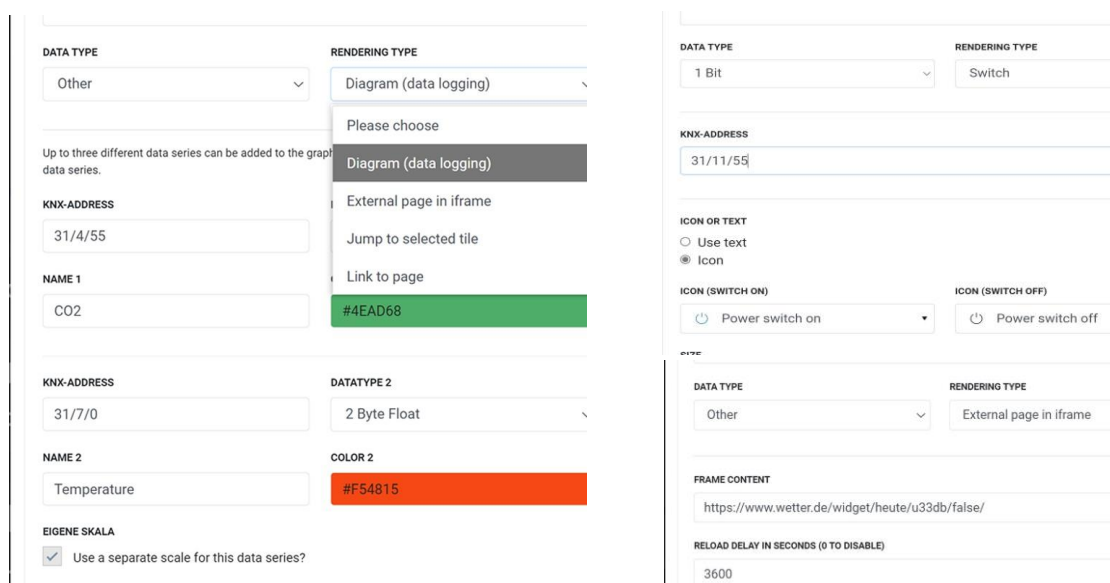 DATA TYPE
RENDERING TYPE
Other
Diagram (data logging)
Please choose
Diagram (data logging)
External page in iframe
Jump to selected tile
Link to page
Up to three different data series can be added to the grap
data series.
KNX-ADDRESS
31/4/55
NAME 1
CO2
#4EAD68
KNX-ADDRESS
DATATYPE 2
31/7/0
2 Byte Float
NAME 2
COLOR 2
Temperature
#F54815
EIGENE SKALA
Use a separate scale for this data series?
DATA TYPE
RENDERING TYPE
1 Bit
Switch
KNX-ADDRESS
31/11/55
ICON OR TEXT
Use text
Icon
ICON (SWITCH ON)
ICON (SWITCH OFF)
Power switch on
Power switch off
DATA TYPE
RENDERING TYPE
Other
External page in iframe
FRAME CONTENT
https://www.wetter.de/widget/heute/u33db/false/
RELOAD DELAY IN SECONDS (0 TO DISABLE)
3600